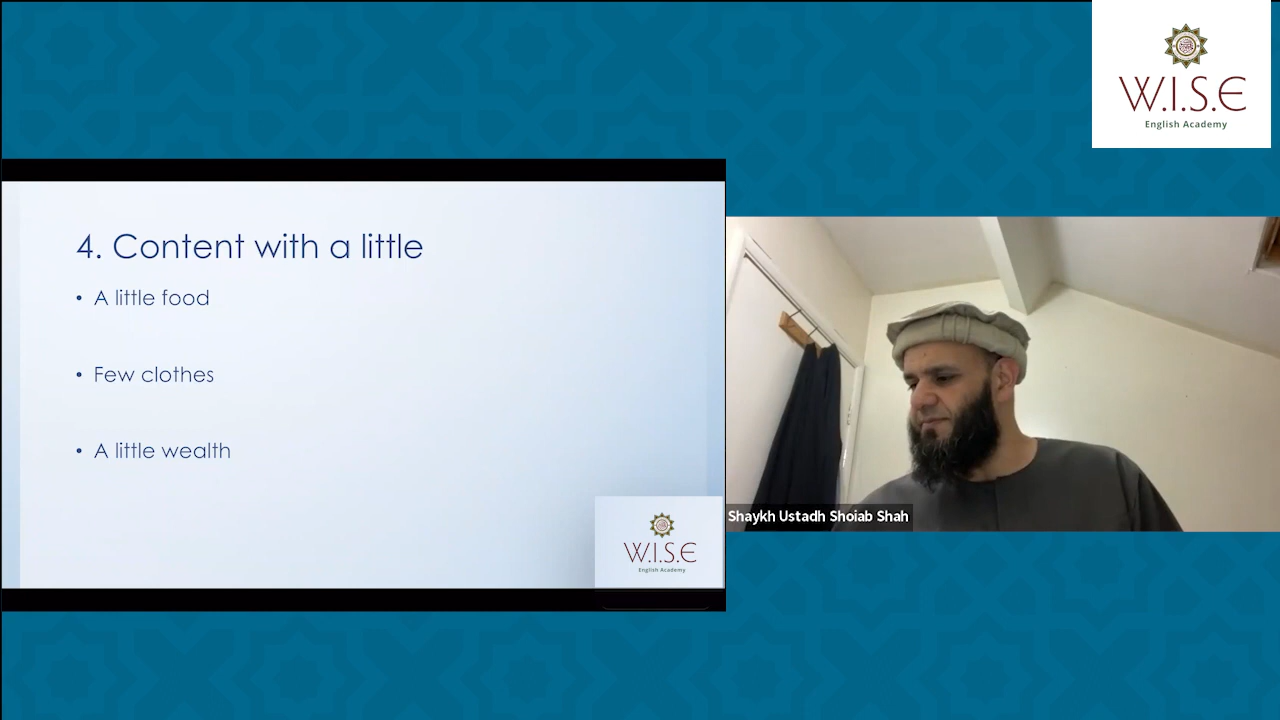 W.I.S.E
English Academy
4. Content with a little
• A little food
• Few clothes
• A little wealth
W.I.S.E
English Academy
Shaykh Ustadh Shoiab Shah